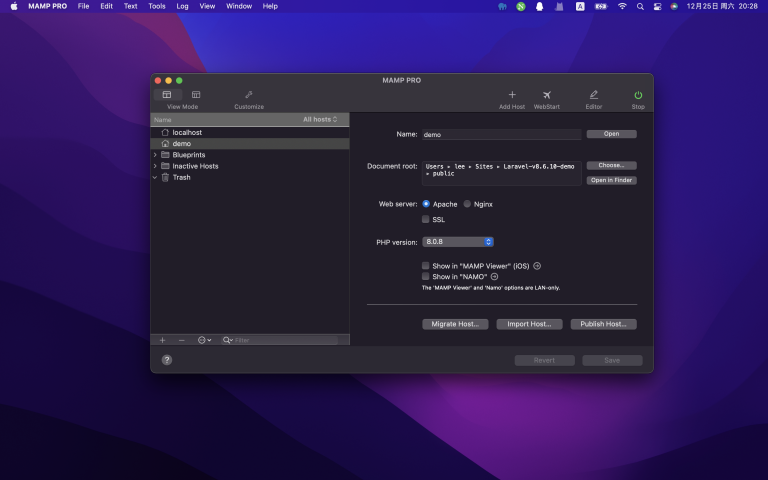 MAMP PRO File Edit Text Tools Log View Window Help 12月25日 周六 20:28
MAMP PRO
View Mode Customize Add Host WebStart Editor Stop
Name All hosts
localhost
demo
Blueprints
Inactive Hosts
Trash
Filter
Name: demo Open
Document root: Users ▸ lee ▸ Sites ▸ Laravel-v8.6.10-demo
▸ public
Choose...
Open in Finder
Web server: Apache Nginx
SSL
PHP version: 8.0.8
Show in "MAMP Viewer" (iOS)
Show in "NAMO"
The 'MAMP Viewer' and 'Namo' options are LAN-only.
Migrate Host... Import Host... Publish Host...
? Revert Save